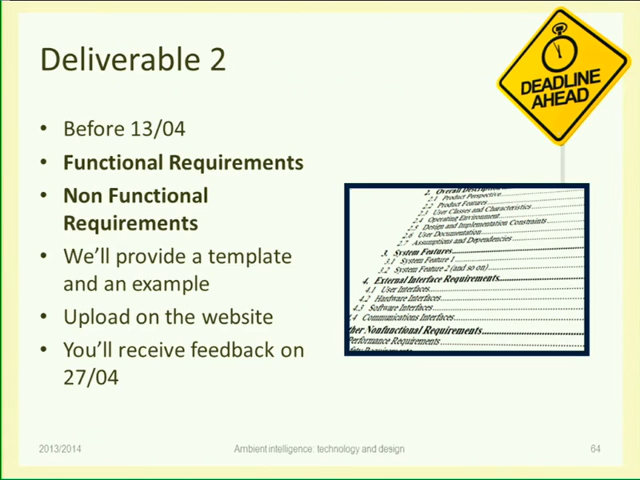 Deliverable 2
DEADLINE
AHEAD
• Before 13/04
• Functional Requirements
• Non Functional
Requirements
• We'll provide a template
and an example
• Upload on the website
• You'll receive feedback on
27/04
2. Overall Description
2.1 Product Perspective
2.2 Product Features
2.3 User Classes and Characteristics
2.4 Operating Environment
2.5 Design and Implementation Constraints
2.6 User Documentation
2.7 Assumptions and Dependencies
3. System Features
3.1 System Feature 1
3.2 System Feature 2 (and so on)
4. External Interface Requirements
4.1 User Interfaces
4.2 Hardware Interfaces
4.3 Software Interfaces
4.4 Communications Interfaces
ther Nonfunctional Requirements
Performance Requirements
fety Requirements
2013/2014
Ambient intelligence: technology and design
64